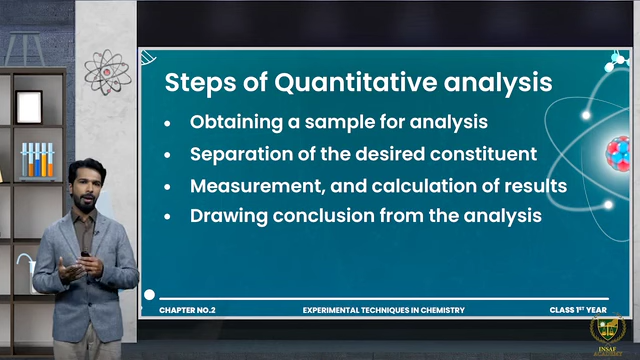 Steps of Quantitative analysis
• Obtaining a sample for analysis
• Separation of the desired constituent
• Measurement, and calculation of results
• Drawing conclusion from the analysis
CHAPTER NO.2 EXPERIMENTAL TECHNIQUES IN CHEMISTRY CLASS 1ST YEAR
INSAF